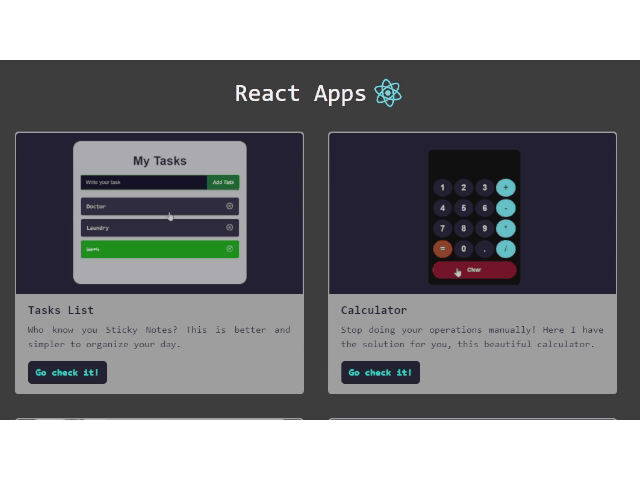 React Apps
My Tasks
Write your task
Add Task
Doctor
Laundry
1 2 3 +
4 5 6 -
7 8 9 *
= 0 . /
Clear
Tasks List
Who know you Sticky Notes? This is better and
simpler to organize your day.
Go check it!
Calculator
Stop doing your operations manually! Here I have
the solution for you, this beautiful calculator.
Go check it!